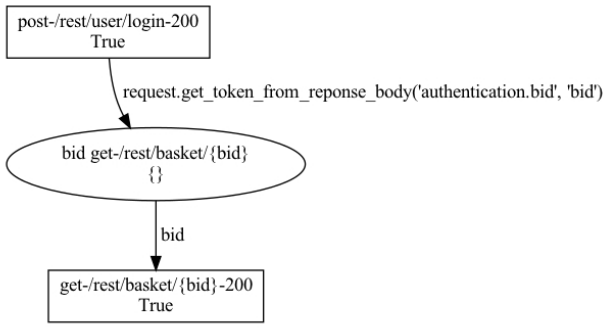 post-/rest/user/login-200
True
request.get_token_from_reponse_body('authentication.bid', 'bid')
bid get-/rest/basket/{bid}
{}
bid
get-/rest/basket/{bid}-200
True